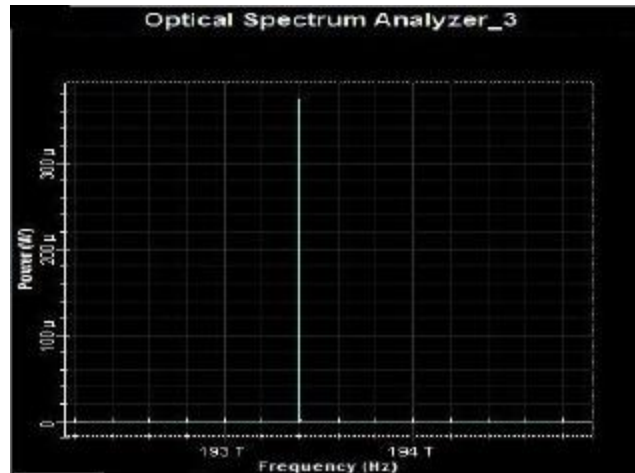 Optical Spectrum Analyzer_3
Power (W)
300 µ
200 µ
100 µ
0
193 T
194 T
Frequency (Hz)